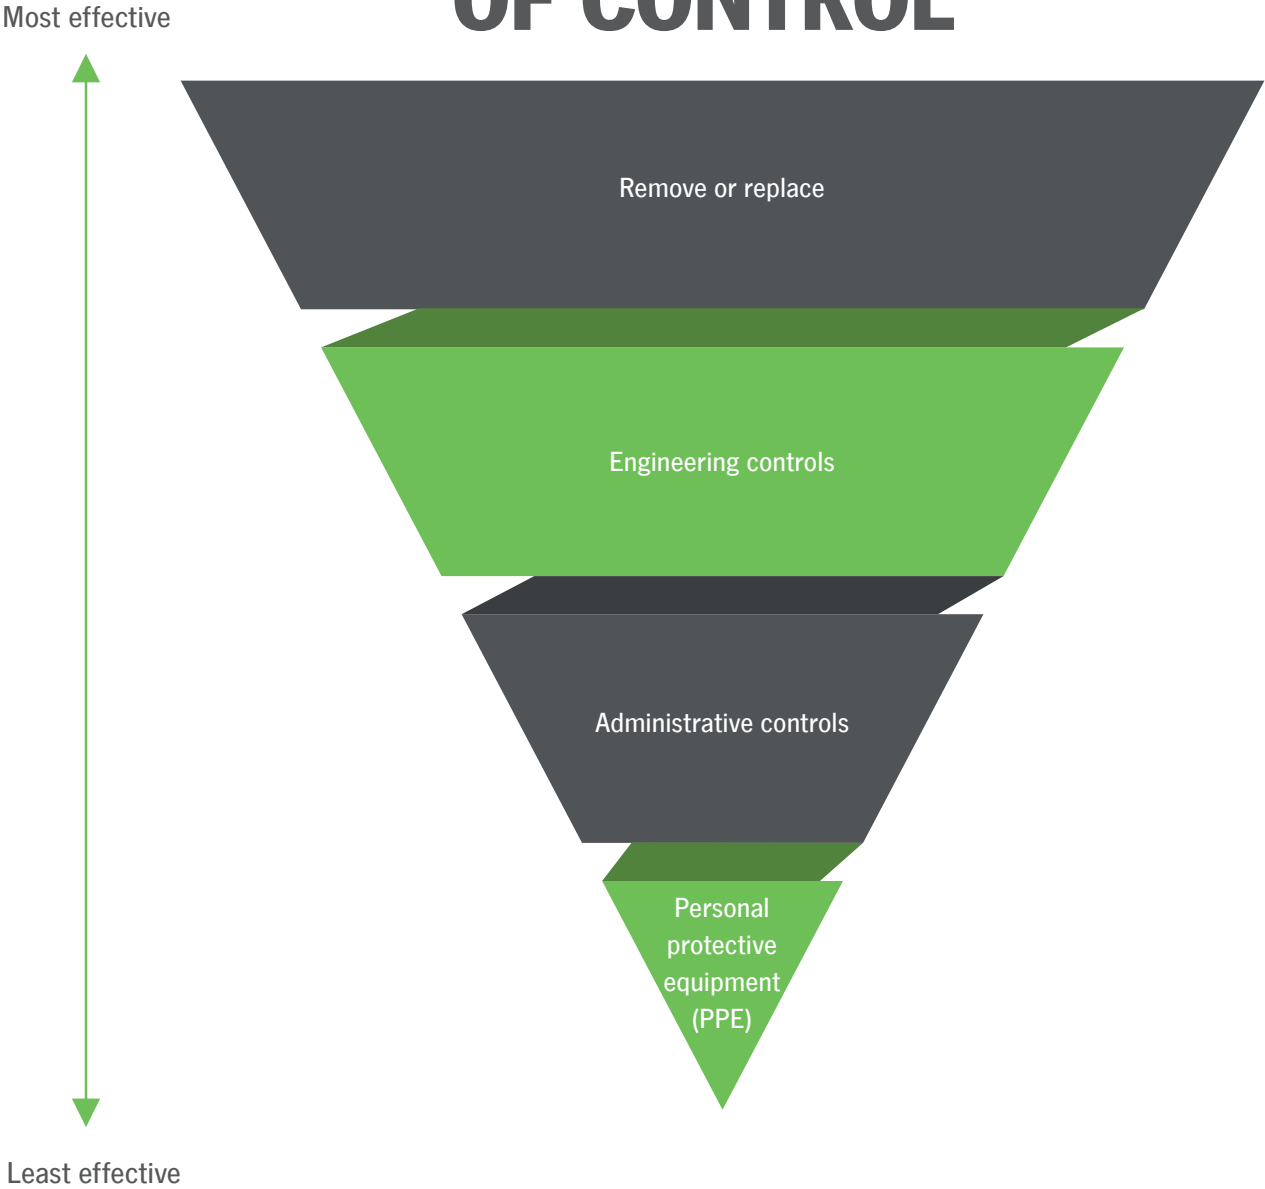 OF CONTROL
Most effective
Remove or replace
Engineering controls
Administrative controls
Personal
protective
equipment
(PPE)
Least effective